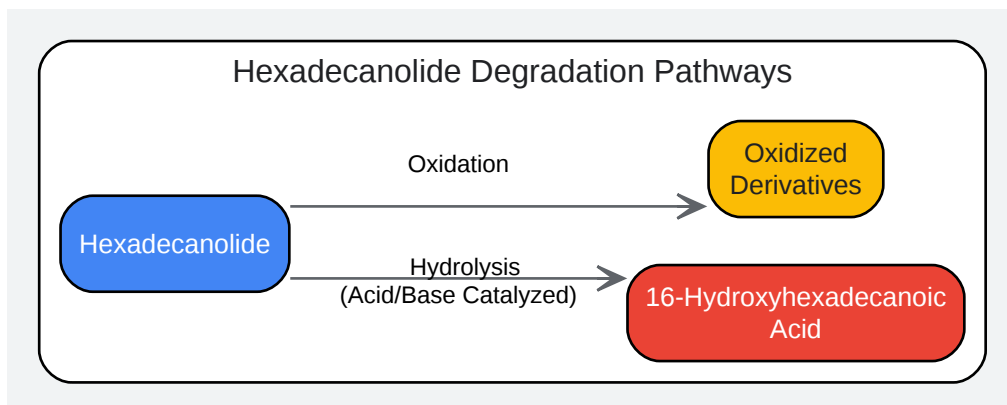 Hexadecanolide Degradation Pathways
Oxidation
Oxidized
Derivatives
Hexadecanolide
Hydrolysis
(Acid/Base Catalyzed)
16-Hydroxyhexadecanoic
Acid